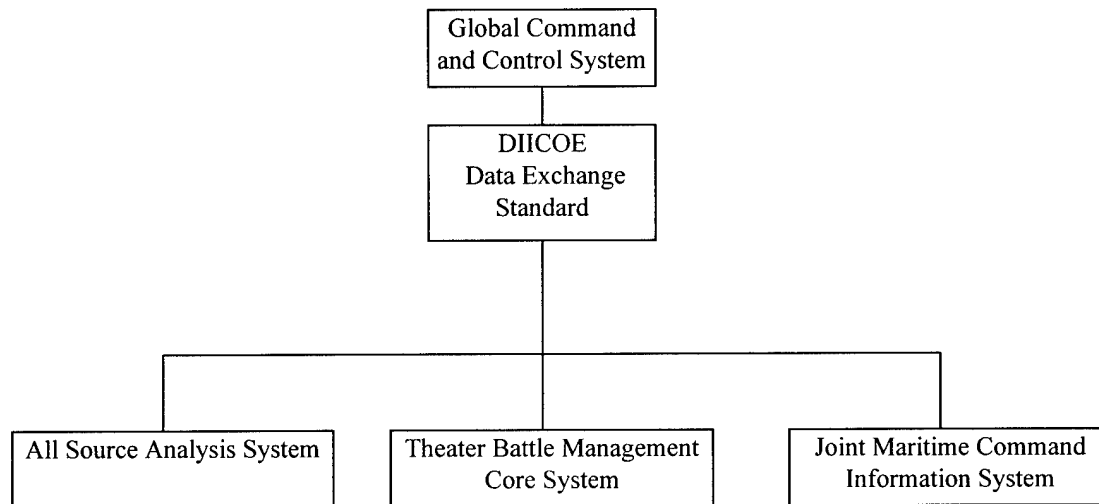 Global Command
and Control System
DIICOE
Data Exchange
Standard
All Source Analysis System
Theater Battle Management
Core System
Joint Maritime Command
Information System